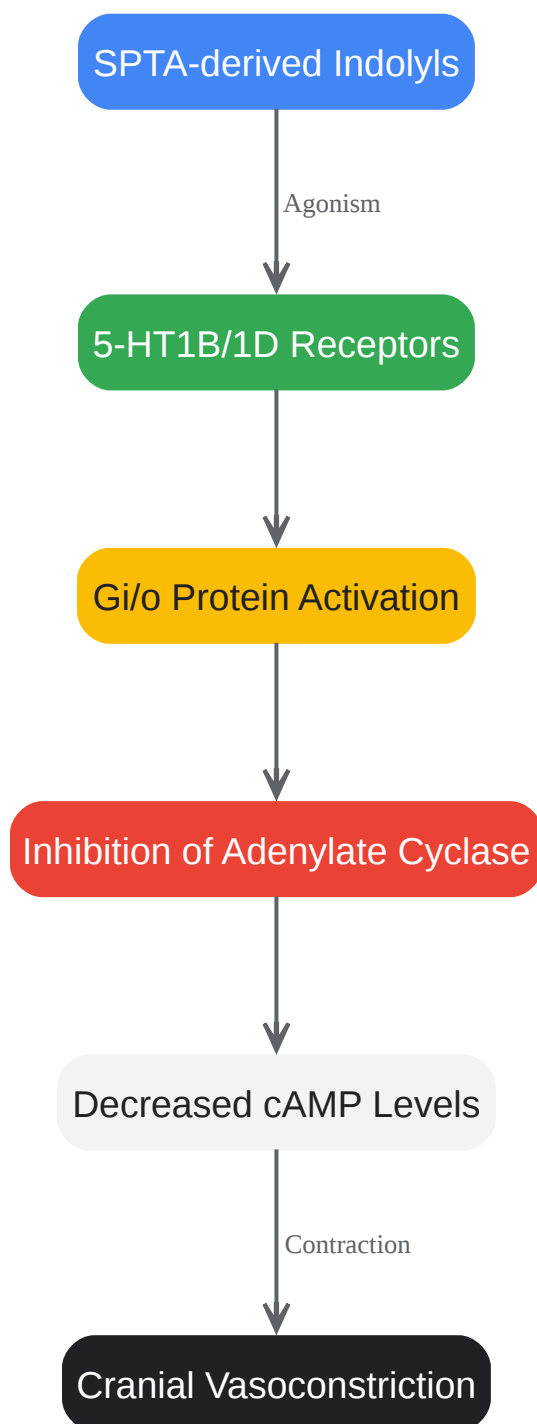 SPTA-derived Indolyls
Agonism
5-HT1B/1D Receptors
Gi/o Protein Activation
Inhibition of Adenylate Cyclase
Decreased cAMP Levels
Contraction
Cranial Vasoconstriction